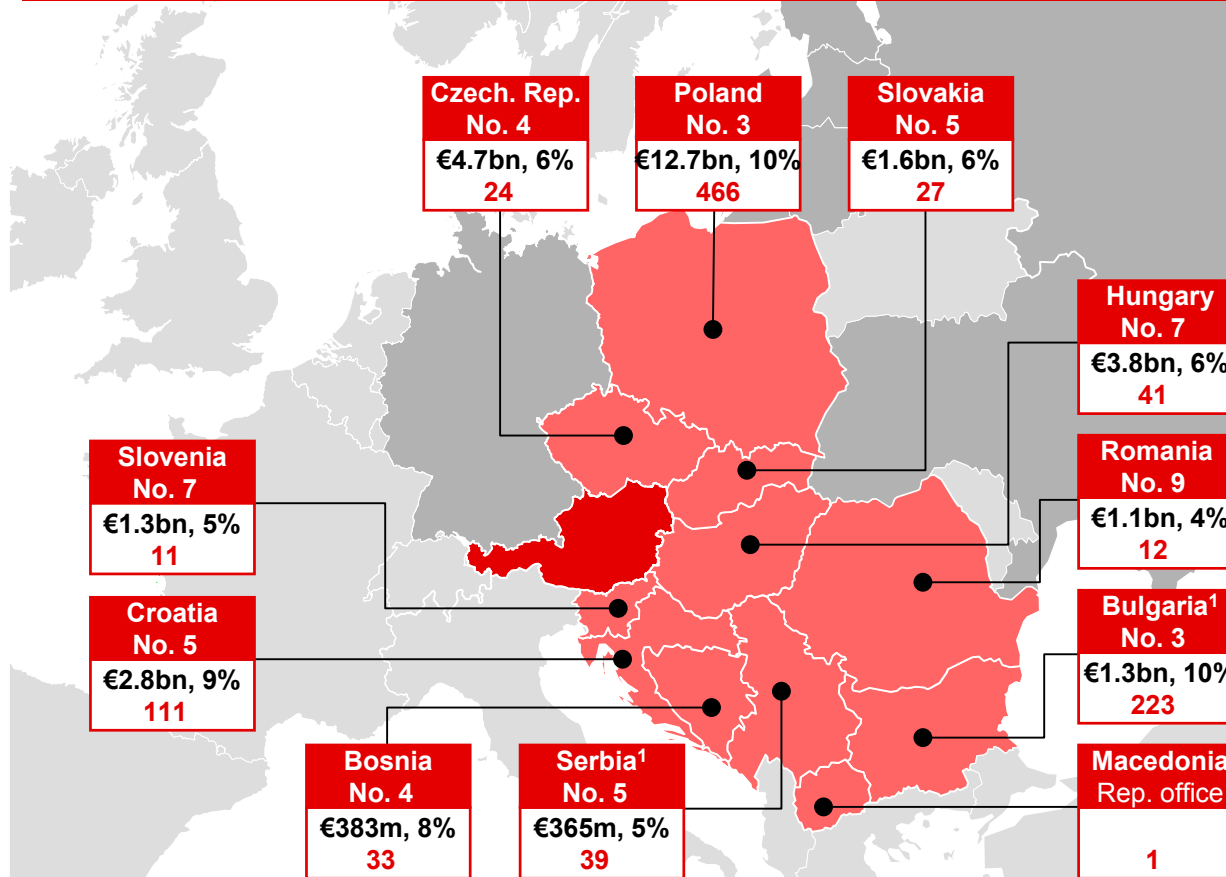 Czech. Rep.
No. 4
€4.7bn, 6%
24
Poland
No. 3
€12.7bn, 10%
466
Slovakia
No. 5
€1.6bn, 6%
27
Hungary
No. 7
€3.8bn, 6%
41
Slovenia
No. 7
€1.3bn, 5%
11
Romania
No. 9
€1.1bn, 4%
12
Croatia
No. 5
€2.8bn, 9%
111
Bulgaria¹
No. 3
€1.3bn, 10%
223
Bosnia
No. 4
€383m, 8%
33
Serbia¹
No. 5
€365m, 5%
39
Macedonia
Rep. office
1